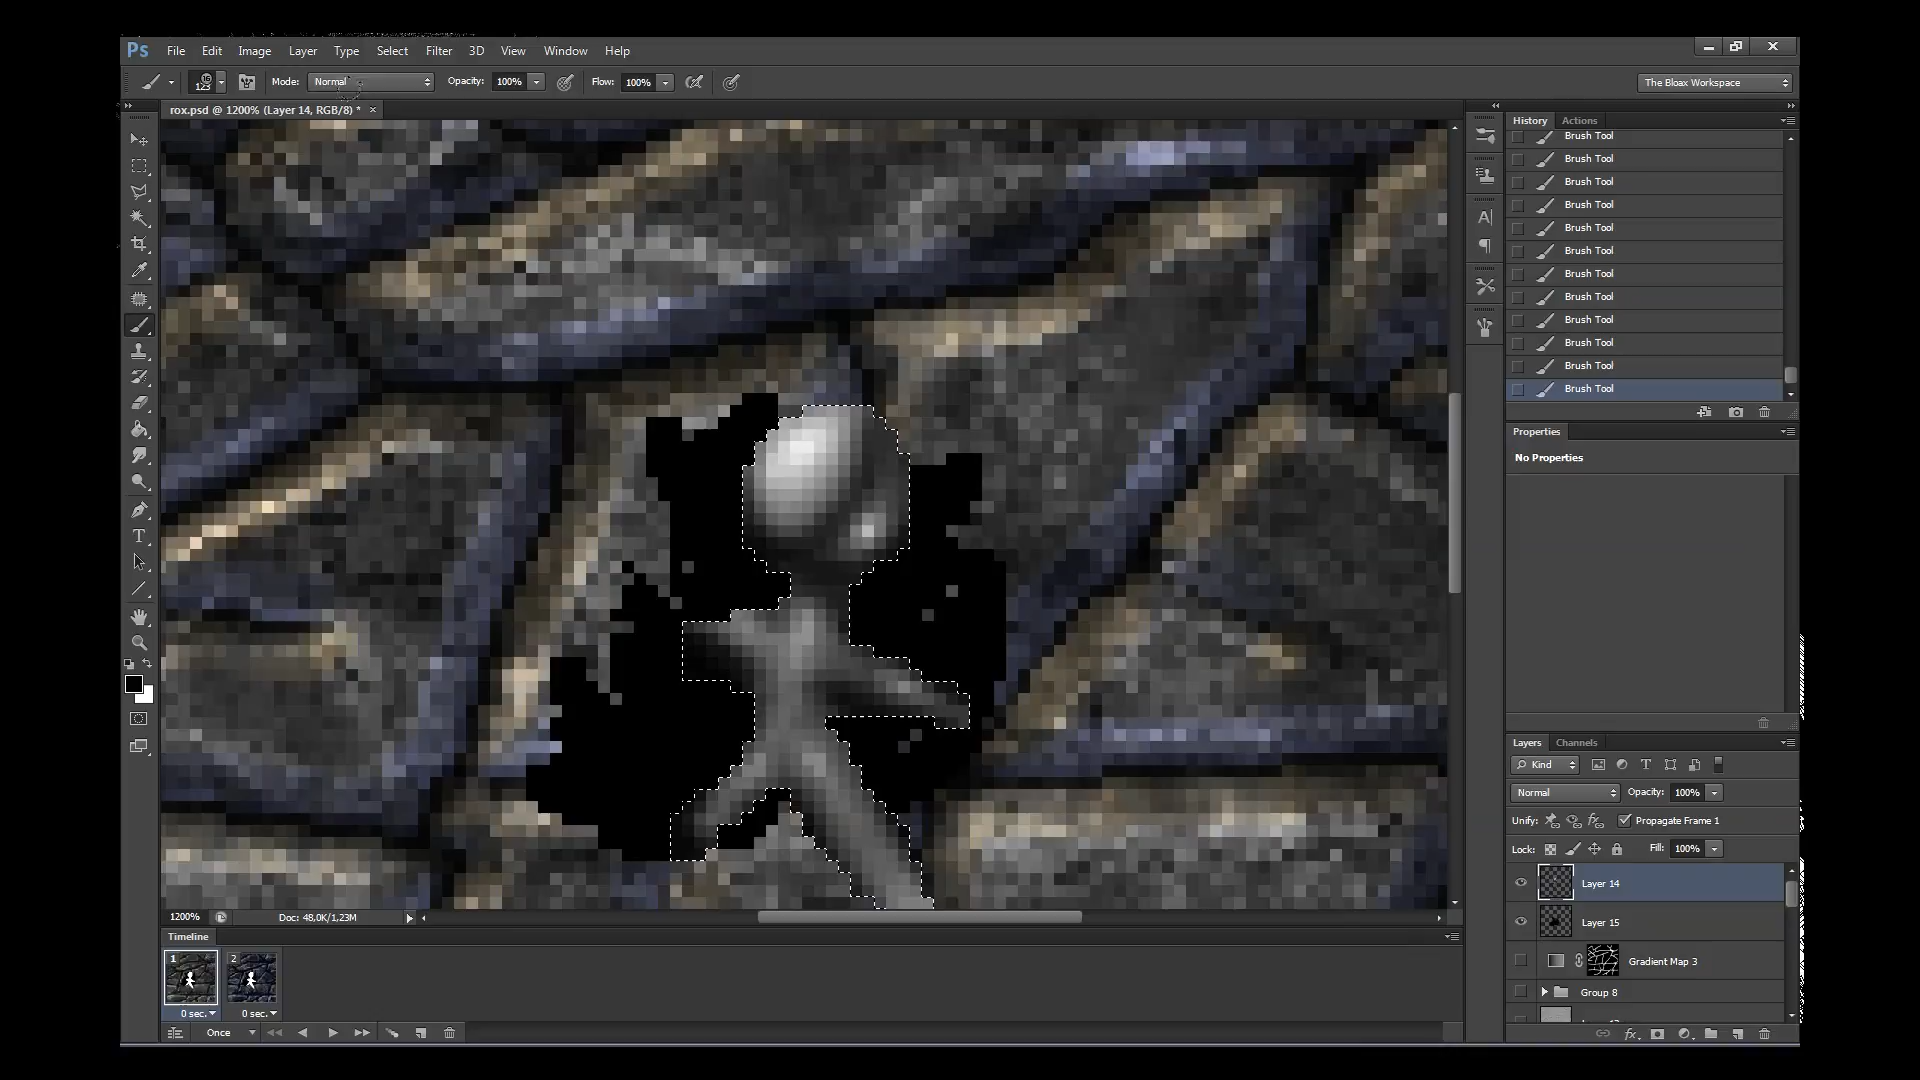 Ps File Edit Image Layer Type Select Filter 3D View Window Help
123 Mode: Normal Opacity: 100% Flow: 100% The Bloax Workspace
rox.psd @ 1200% (Layer 14, RGB/8) *
History Actions
Brush Tool
Brush Tool
Brush Tool
Brush Tool
Brush Tool
Brush Tool
Brush Tool
Brush Tool
Brush Tool
Brush Tool
Brush Tool
Brush Tool
Properties
No Properties
Layers Channels
Kind
Normal Opacity: 100%
Unify: Propagate Frame 1
Lock: Fill: 100%
Layer 14
Layer 15
Gradient Map 3
Group 8
1200% Doc: 48,0K/1,23M
Timeline
1 2
0 sec. 0 sec.
Once